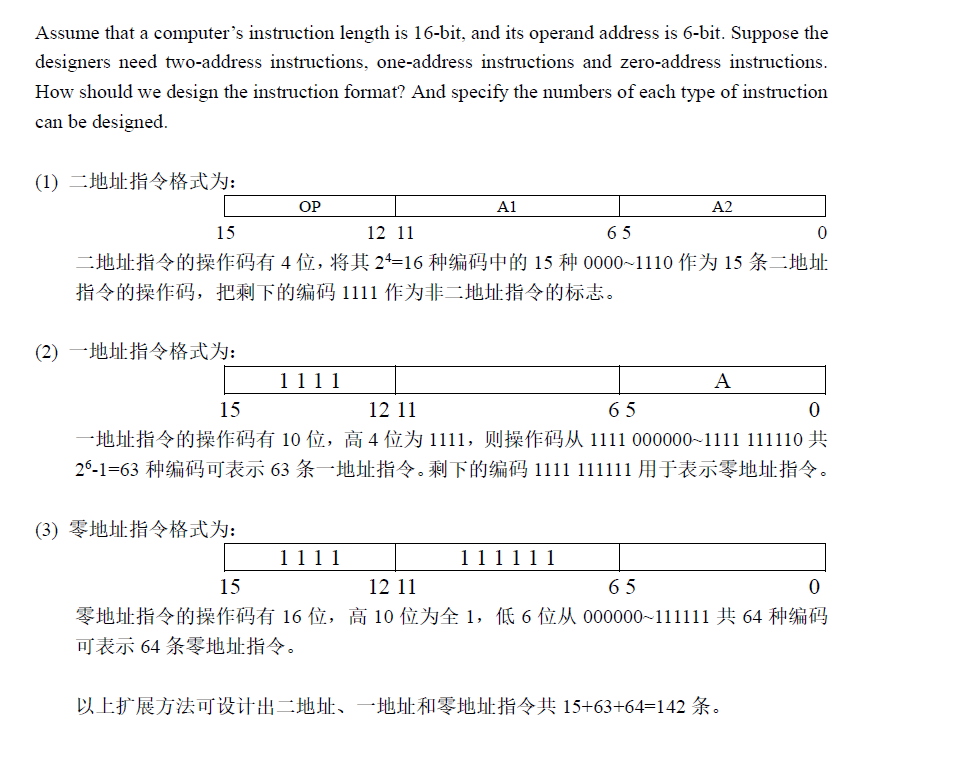 Assume that a computer's instruction length is 16-bit, and its operand address is 6-bit. Suppose the
designers need two-address instructions, one-address instructions and zero-address instructions.
How should we design the instruction format? And specify the numbers of each type of instruction
can be designed.
(1) 二地址指令格式为:
OP A1 A2
15 12 11 6 5 0
二地址指令的操作码有 4 位，将其 2⁴=16 种编码中的 15 种 0000~1110 作为 15 条二地址
指令的操作码，把剩下的编码 1111 作为非二地址指令的标志。
(2) 一地址指令格式为:
1 1 1 1 A
15 12 11 6 5 0
一地址指令的操作码有 10 位，高 4 位为 1111，则操作码从 1111 000000~1111 111110 共
2⁶-1=63 种编码可表示 63 条一地址指令。剩下的编码 1111 111111 用于表示零地址指令。
(3) 零地址指令格式为:
1 1 1 1 1 1 1 1 1 1
15 12 11 6 5 0
零地址指令的操作码有 16 位，高 10 位为全 1，低 6 位从 000000~111111 共 64 种编码
可表示 64 条零地址指令。
以上扩展方法可设计出二地址、一地址和零地址指令共 15+63+64=142 条。